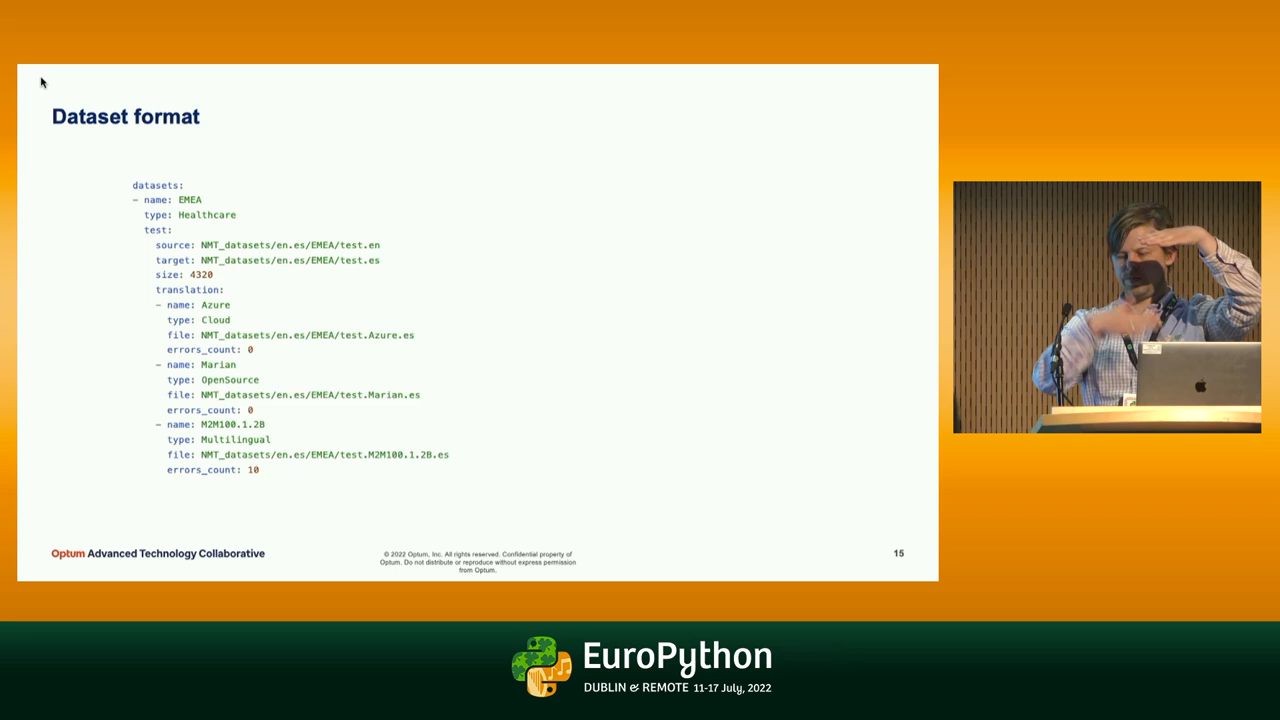 Dataset format
datasets:
- name: EMEA
type: Healthcare
test:
source: NMT_datasets/en.es/EMEA/test.en
target: NMT_datasets/en.es/EMEA/test.es
size: 4320
translation:
- name: Azure
type: Cloud
file: NMT_datasets/en.es/EMEA/test.Azure.es
errors_count: 0
- name: Marian
type: OpenSource
file: NMT_datasets/en.es/EMEA/test.Marian.es
errors_count: 0
- name: M2M100.1.2B
type: Multilingual
file: NMT_datasets/en.es/EMEA/test.M2M100.1.2B.es
errors_count: 10
Optum Advanced Technology Collaborative
© 2022 Optum, Inc. All rights reserved. Confidential property of
Optum. Do not distribute or reproduce without express permission
from Optum.
15
EuroPython
DUBLIN & REMOTE 11-17 July, 2022